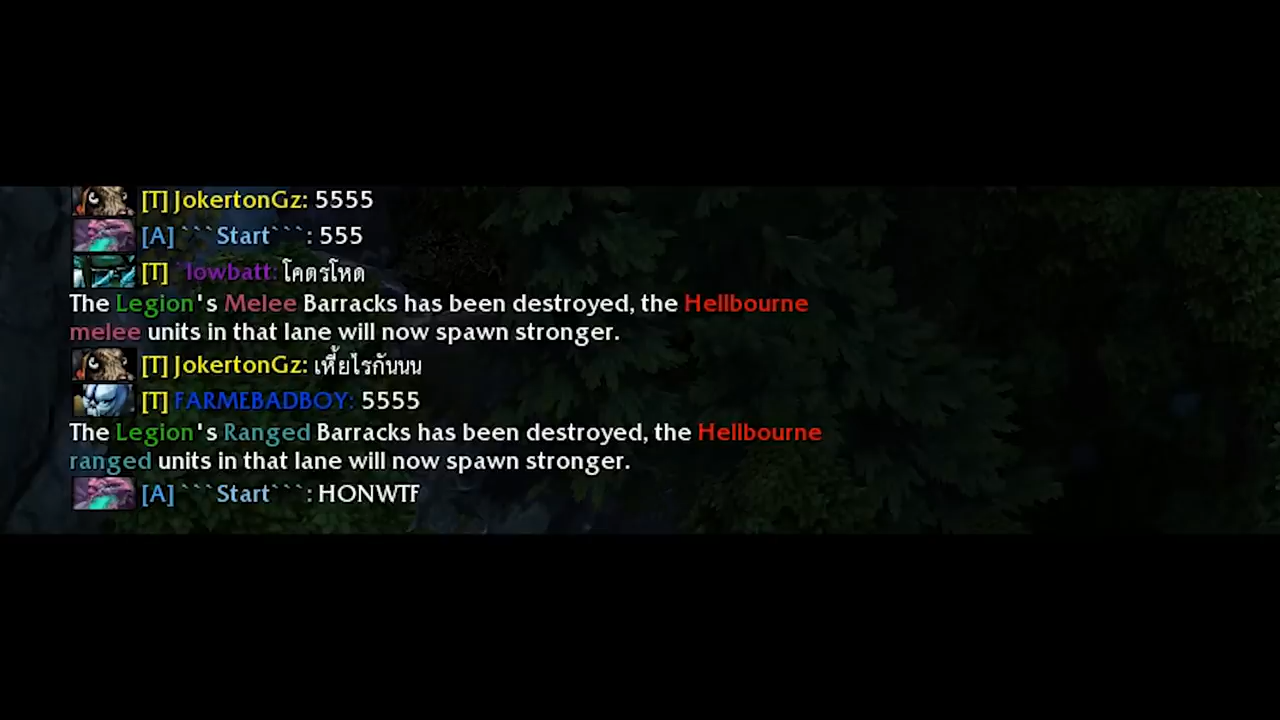 [T] JokertonGz: 5555
[A] ```Start```: 555
[T] `lowbatt: โคตรโหด
The Legion's Melee Barracks has been destroyed, the Hellbourne
melee units in that lane will now spawn stronger.
[T] JokertonGz: เหี้ยไรกันนน
[T] FARMEBADBOY: 5555
The Legion's Ranged Barracks has been destroyed, the Hellbourne
ranged units in that lane will now spawn stronger.
[A] ```Start```: HONWTF